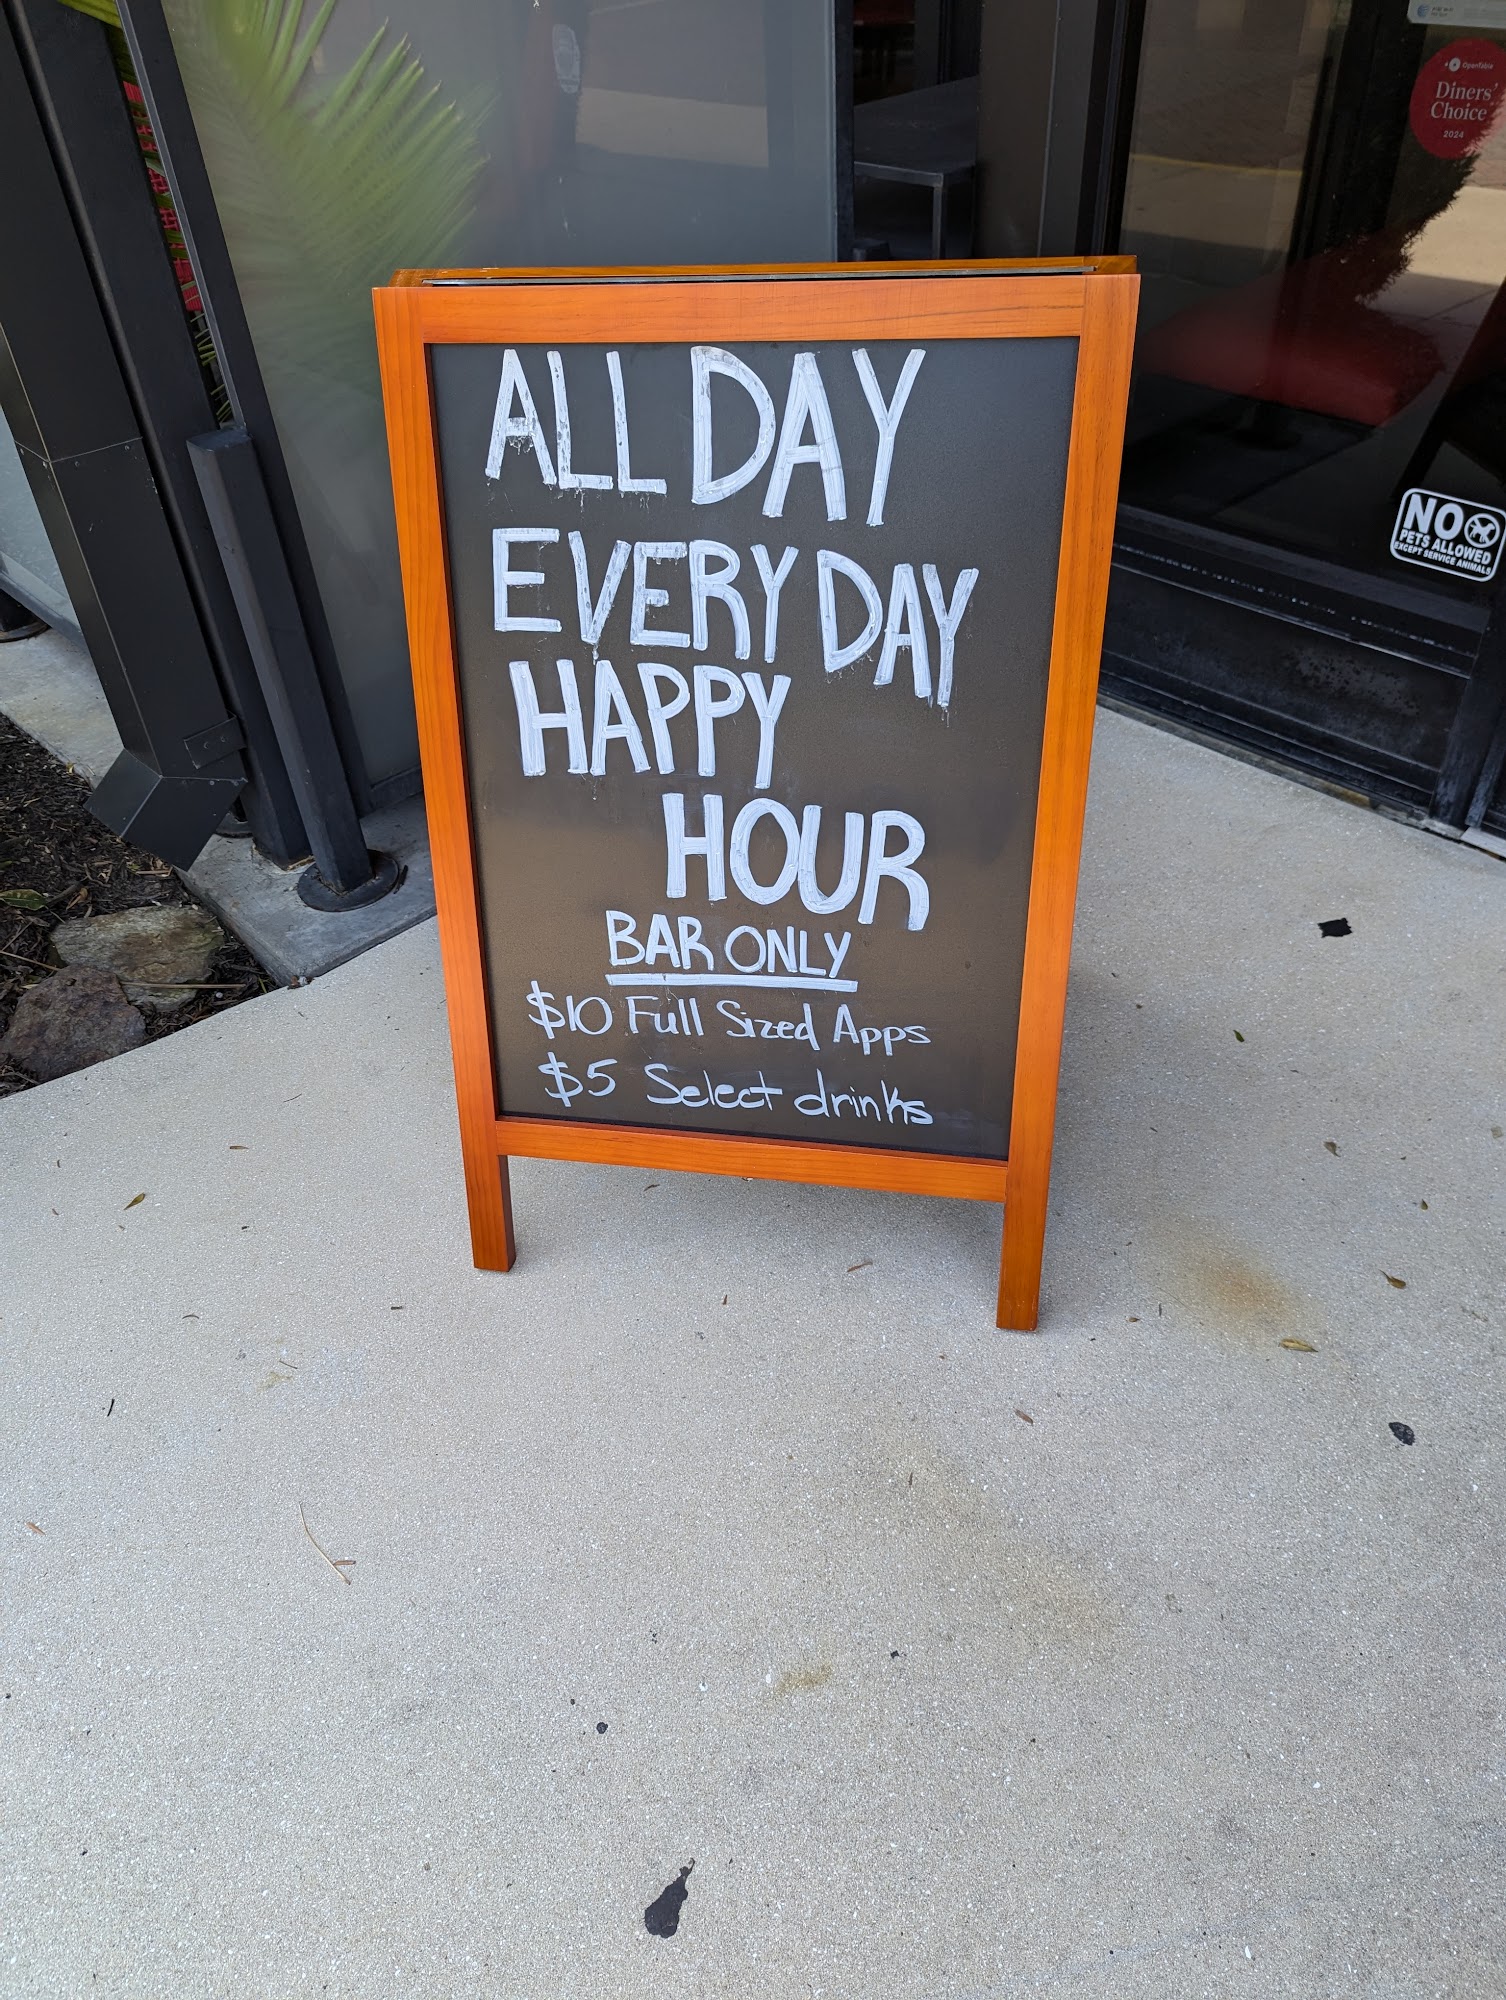 ALL DAY
EVERY DAY
HAPPY
HOUR
BAR ONLY
$10 Full Sized Apps
$5 Select drinks
OpenTable
Diners'
Choice
2024
NO
PETS ALLOWED
EXCEPT SERVICE ANIMALS